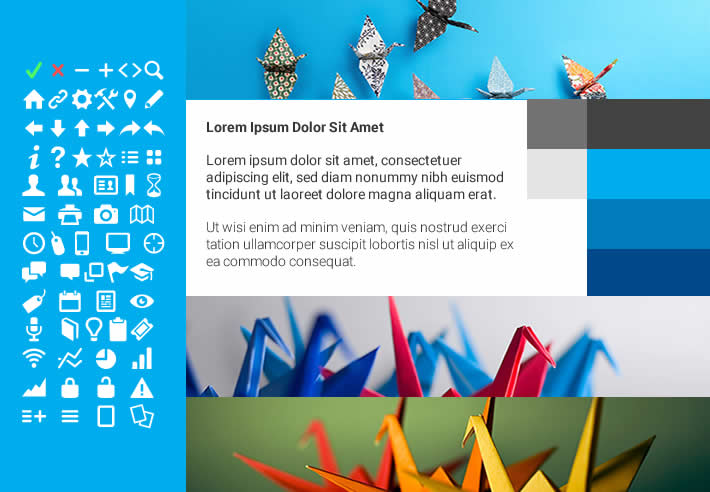 Lorem Ipsum Dolor Sit Amet
Lorem ipsum dolor sit amet, consectetuer
adipiscing elit, sed diam nonummy nibh euismod
tincidunt ut laoreet dolore magna aliquam erat.
Ut wisi enim ad minim veniam, quis nostrud exerci
tation ullamcorper suscipit lobortis nisl ut aliquip ex
ea commodo consequat.